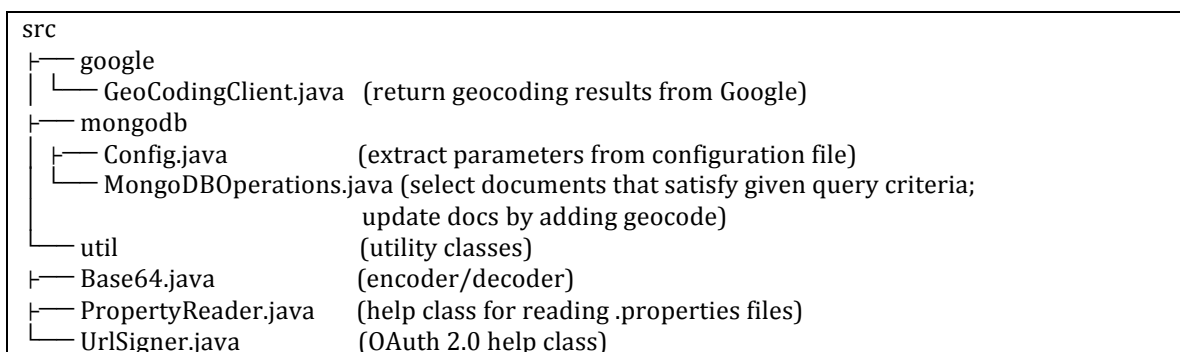 src
├── google
│ └── GeoCodingClient.java (return geocoding results from Google)
├── mongodb
│ ├── Config.java (extract parameters from configuration file)
│ └── MongoDBOperations.java (select documents that satisfy given query criteria;
│ update docs by adding geocode)
└── util (utility classes)
├── Base64.java (encoder/decoder)
├── PropertyReader.java (help class for reading .properties files)
└── UrlSigner.java (OAuth 2.0 help class)